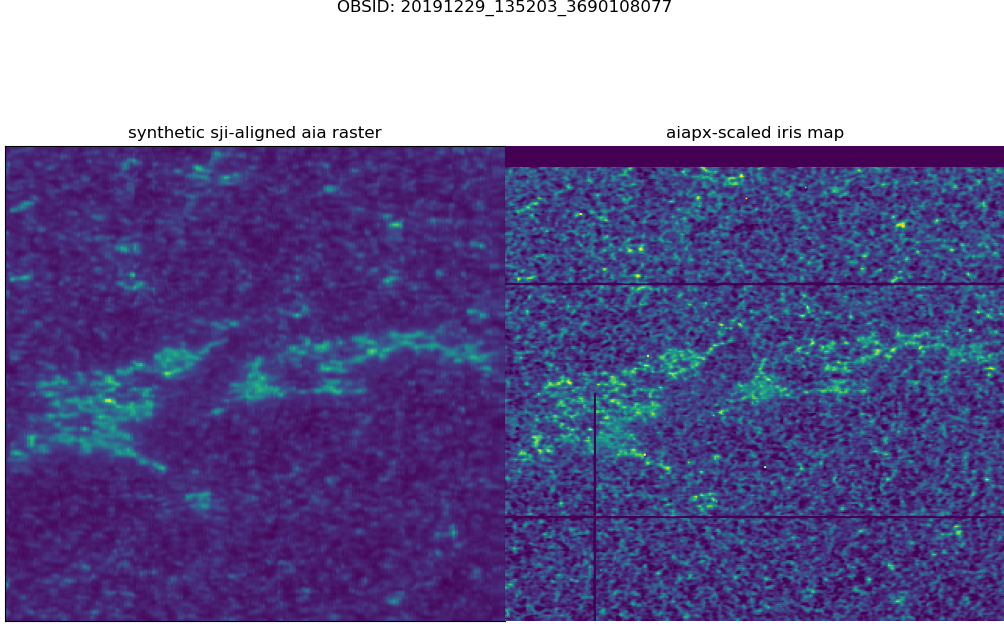 OBSID: 20191229_135203_3690108077
synthetic sji-aligned aia raster
aiapx-scaled iris map